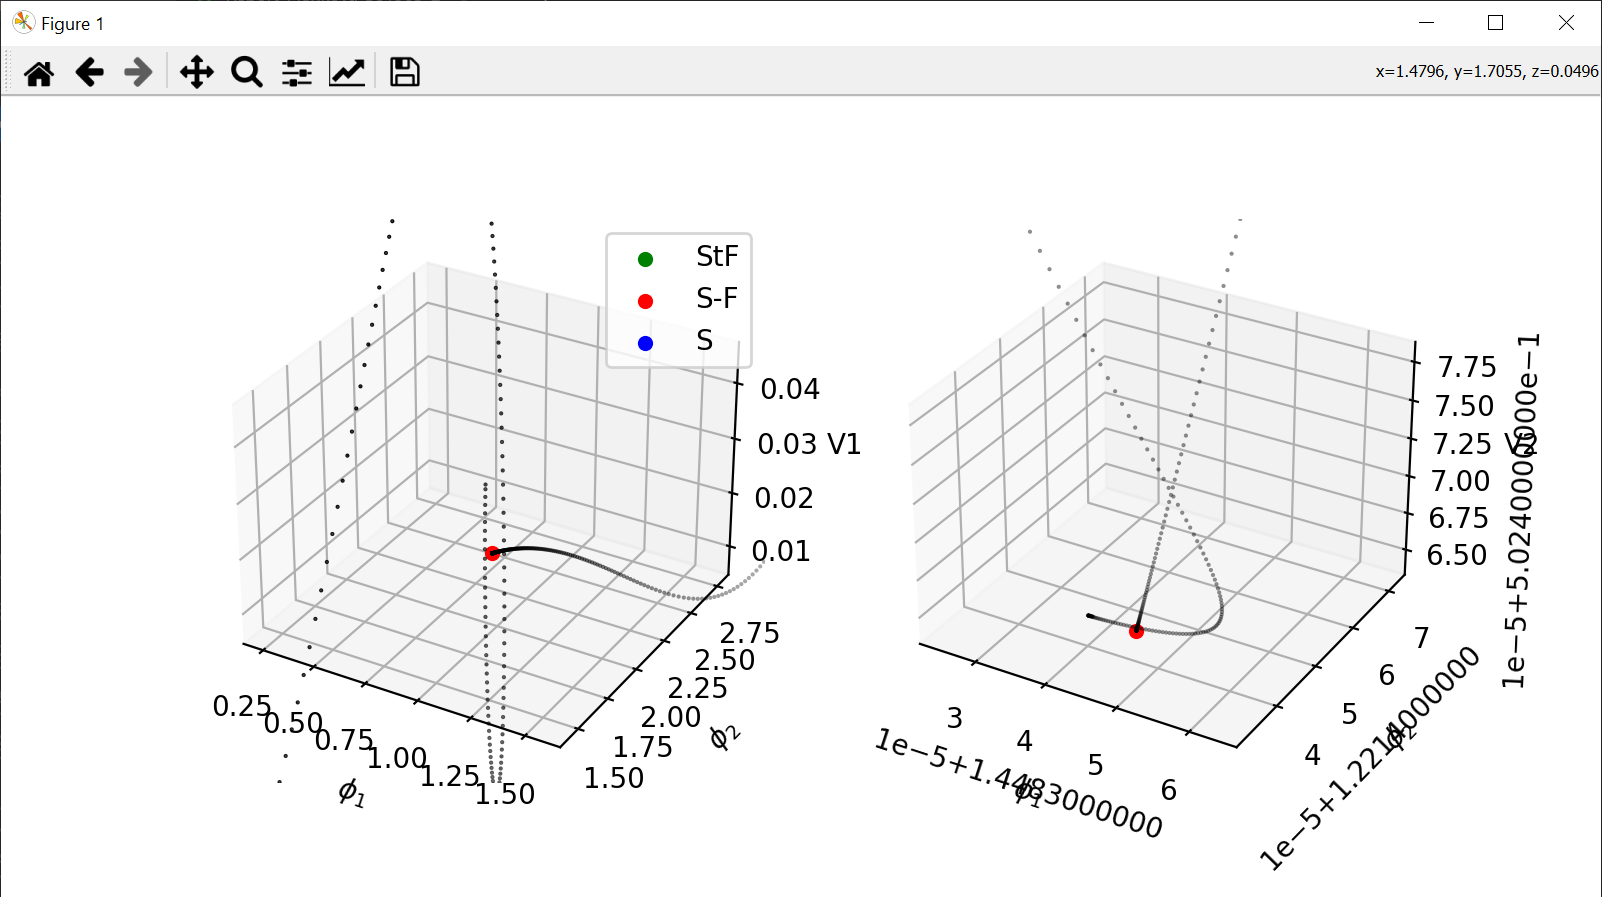 Figure 1
x=1.4796, y=1.7055, z=0.0496
StF
S-F
S
0.04
0.03 V1
0.02
0.01
2.75
2.50
2.25
2.00
1.75
1.50
ϕ₂
0.25
0.50
0.75
1.00
1.25
1.50
ϕ₁
7.75
7.50
7.25 V2
7.00
6.75
6.50
1e−5+5.0240000000e−1
7
6
5
4
ϕ₂
1e−5+1.2214000000
3
4
5
6
ϕ₁
1e−5+1.4483000000